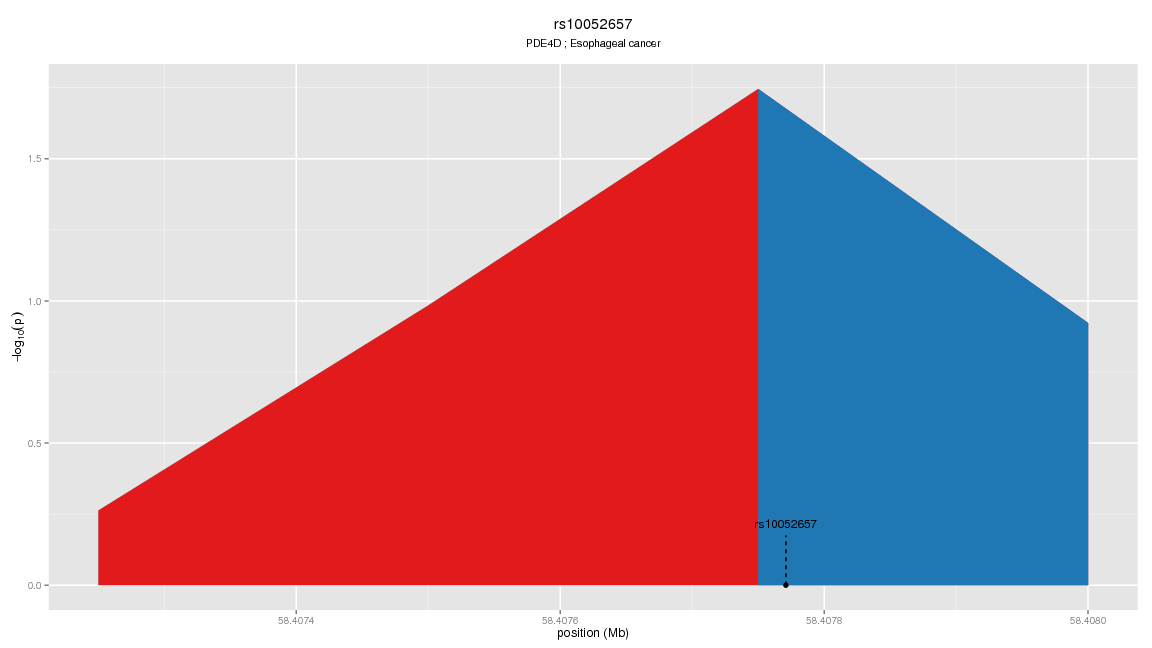 rs10052657
PDE4D ; Esophageal cancer
1.5
1.0
0.5
0.0
−log10(p)
rs10052657
58.4074
58.4076
58.4078
58.4080
position (Mb)